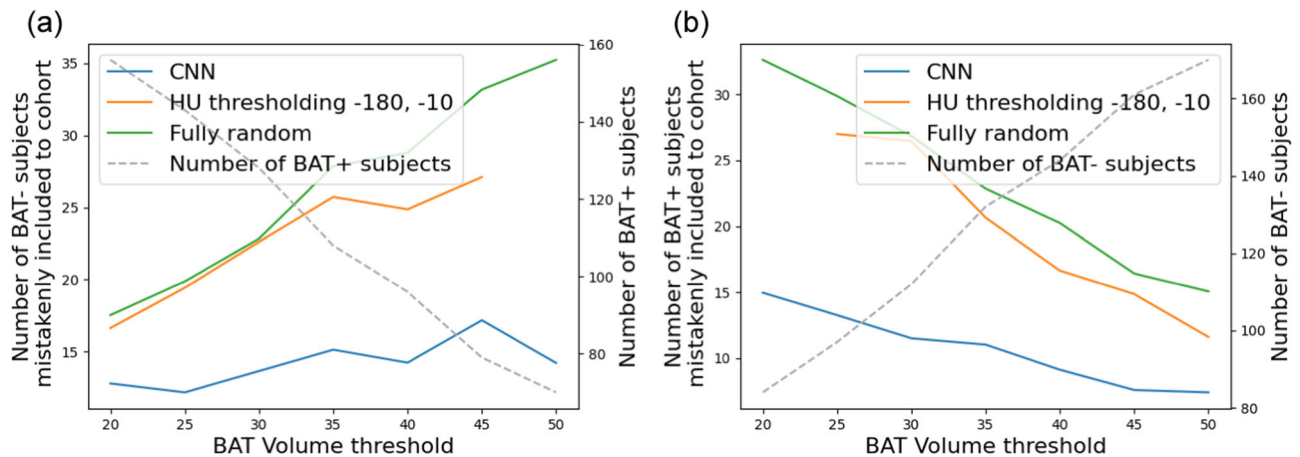 (a)
Number of BAT- subjects
mistakenly included to cohort
35
30
25
20
15
CNN
HU thresholding -180, -10
Fully random
Number of BAT+ subjects
160
140
120
100
80
Number of BAT+ subjects
20 25 30 35 40 45 50
BAT Volume threshold
(b)
Number of BAT+ subjects
mistakenly included to cohort
30
25
20
15
10
CNN
HU thresholding -180, -10
Fully random
Number of BAT- subjects
160
140
120
100
80
Number of BAT- subjects
20 25 30 35 40 45 50
BAT Volume threshold